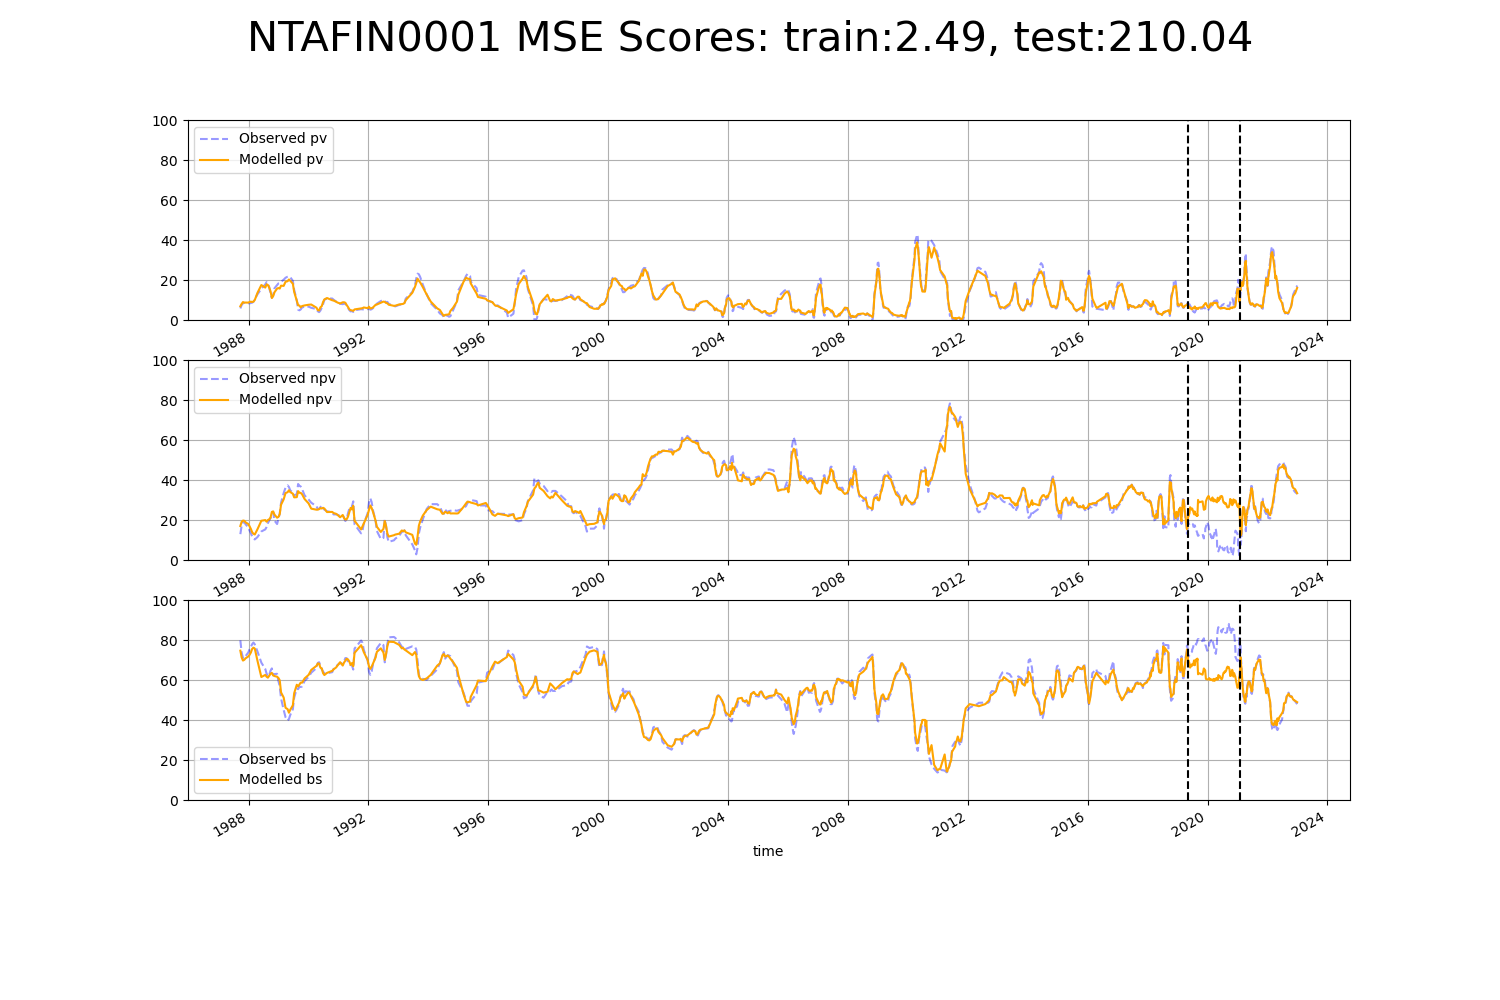 NTAFIN0001 MSE Scores: train:2.49, test:210.04
100
80
60
40
20
0
Observed pv
Modelled pv
1988 1992 1996 2000 2004 2008 2012 2016 2020 2024
100
80
60
40
20
0
Observed npv
Modelled npv
1988 1992 1996 2000 2004 2008 2012 2016 2020 2024
100
80
60
40
20
0
Observed bs
Modelled bs
1988 1992 1996 2000 2004 2008 2012 2016 2020 2024
time